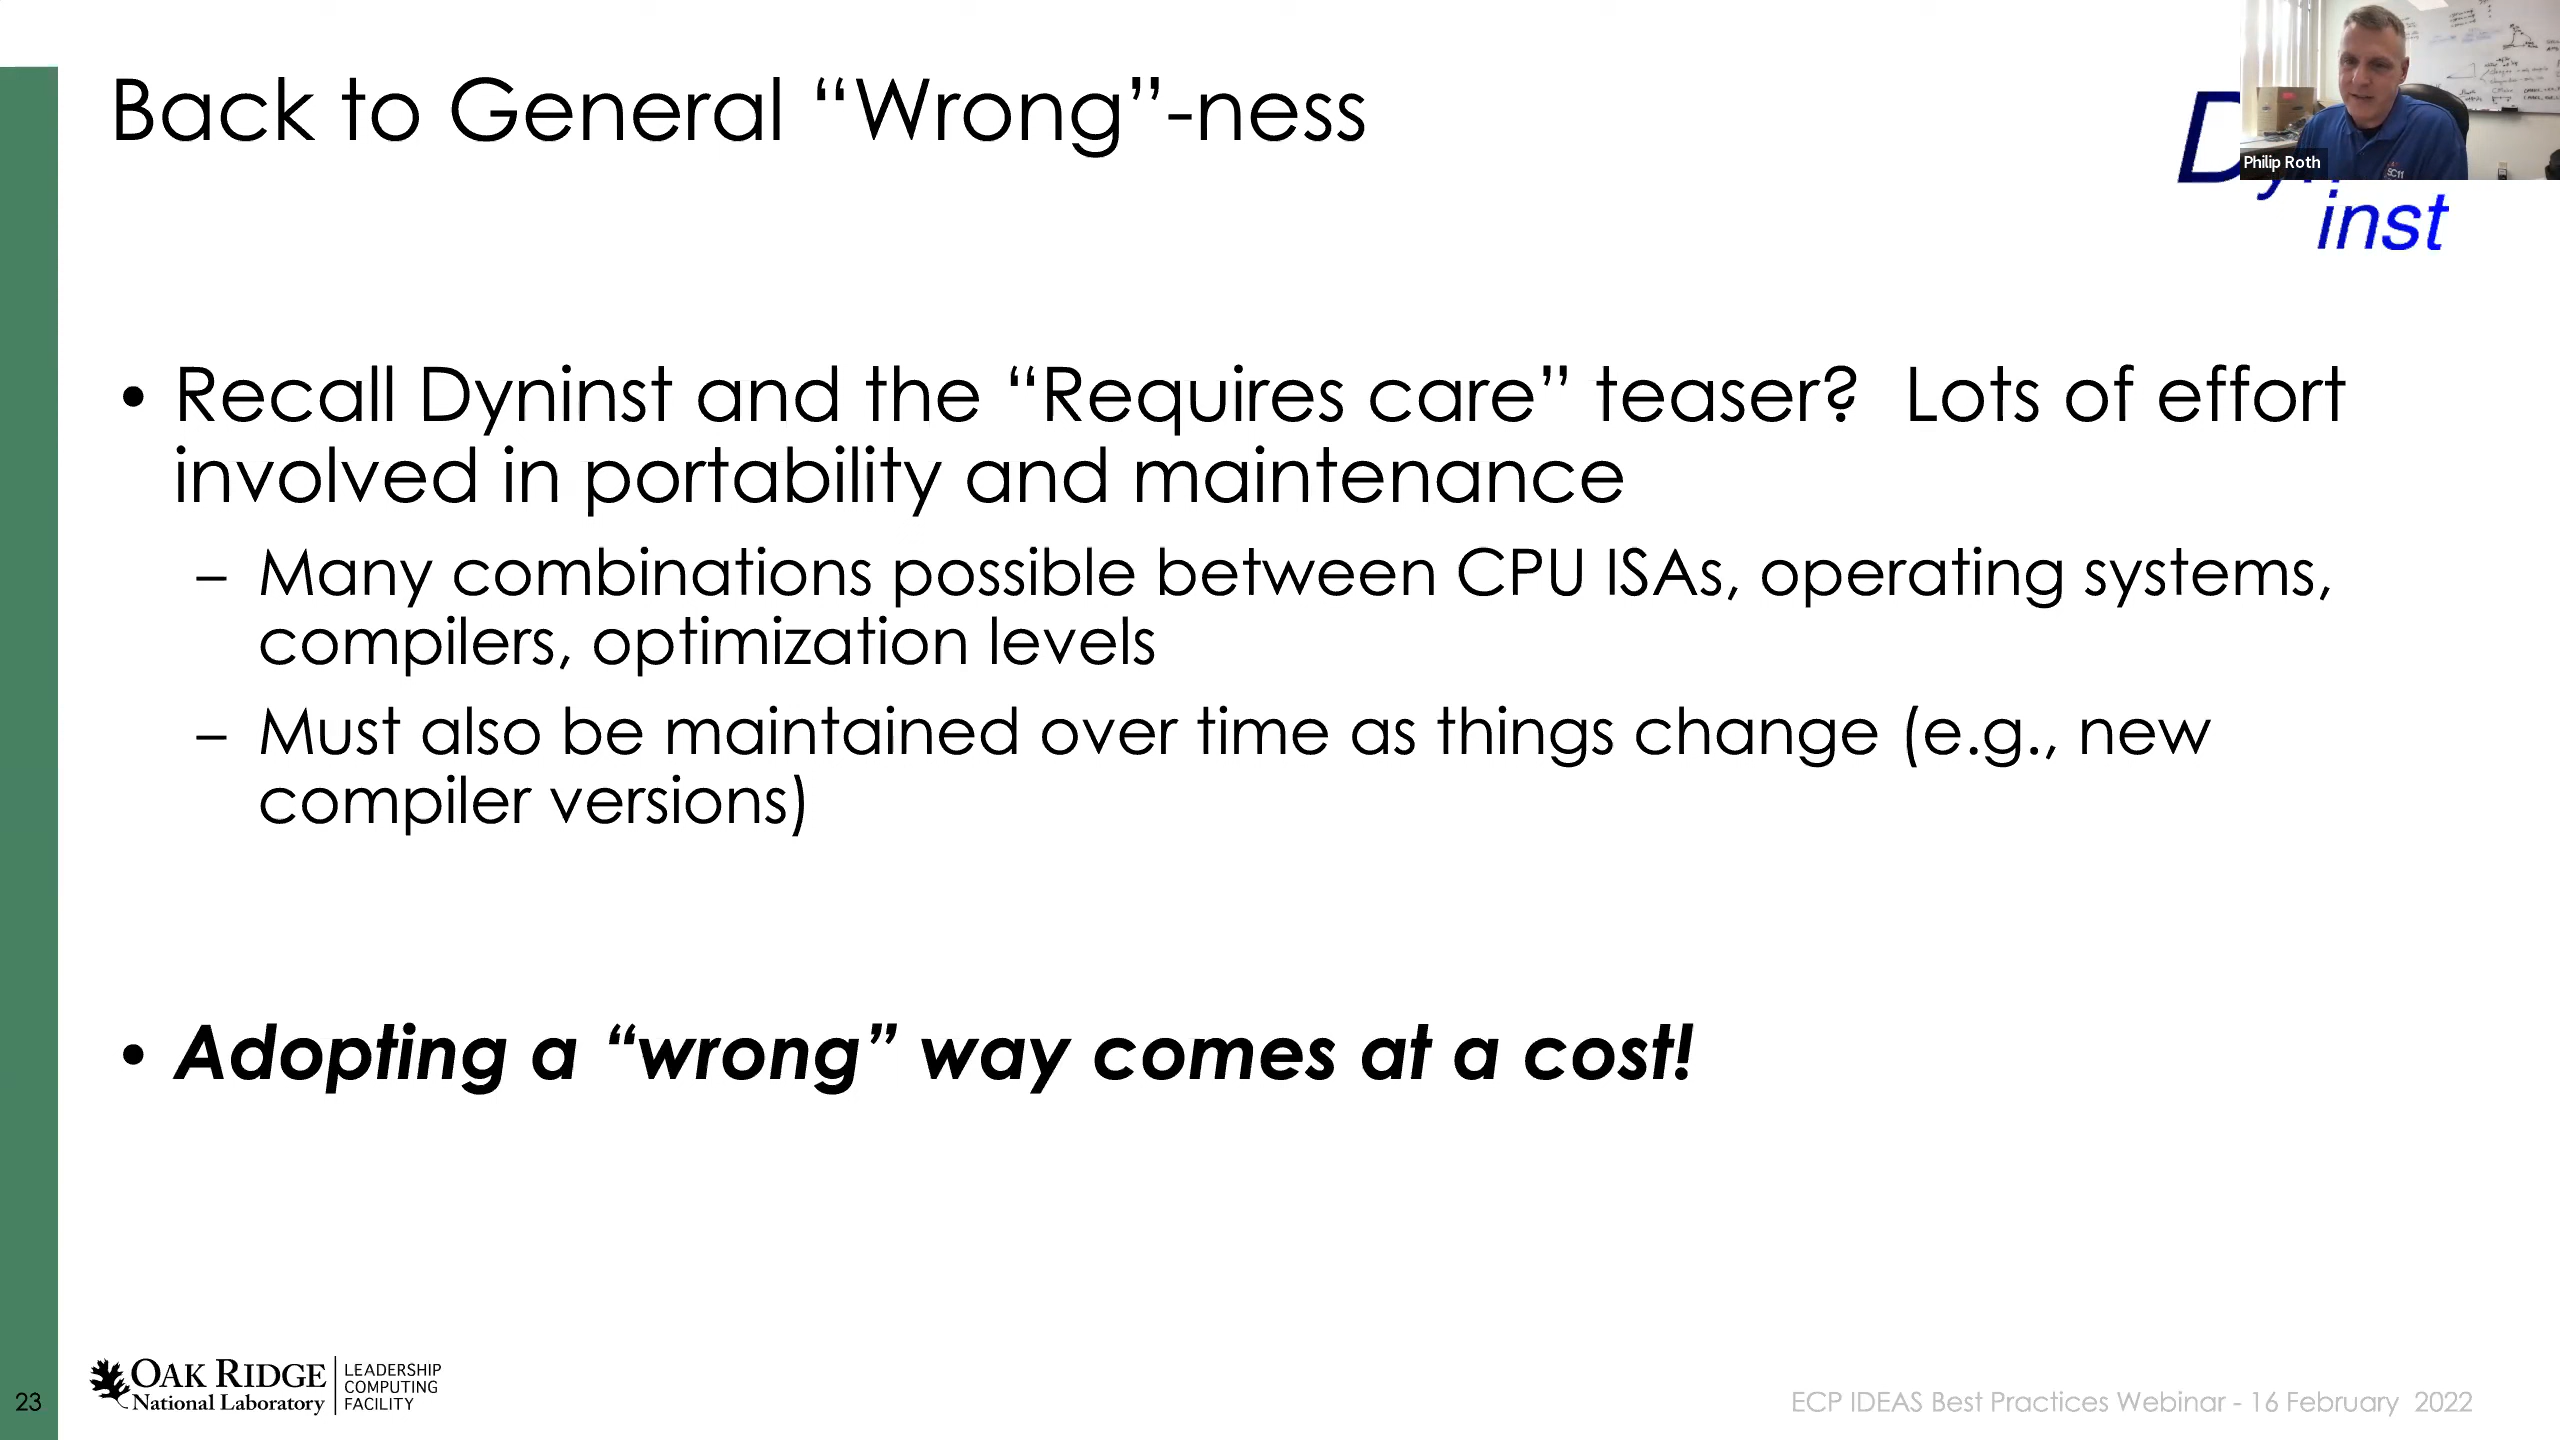 Back to General “Wrong”-ness
Philip Roth
inst
• Recall Dyninst and the “Requires care” teaser?  Lots of effort
involved in portability and maintenance
– Many combinations possible between CPU ISAs, operating systems,
compilers, optimization levels
– Must also be maintained over time as things change (e.g., new
compiler versions)
• Adopting a “wrong” way comes at a cost!
23
OAK RIDGE
National Laboratory
LEADERSHIP
COMPUTING
FACILITY
ECP IDEAS Best Practices Webinar - 16 February  2022